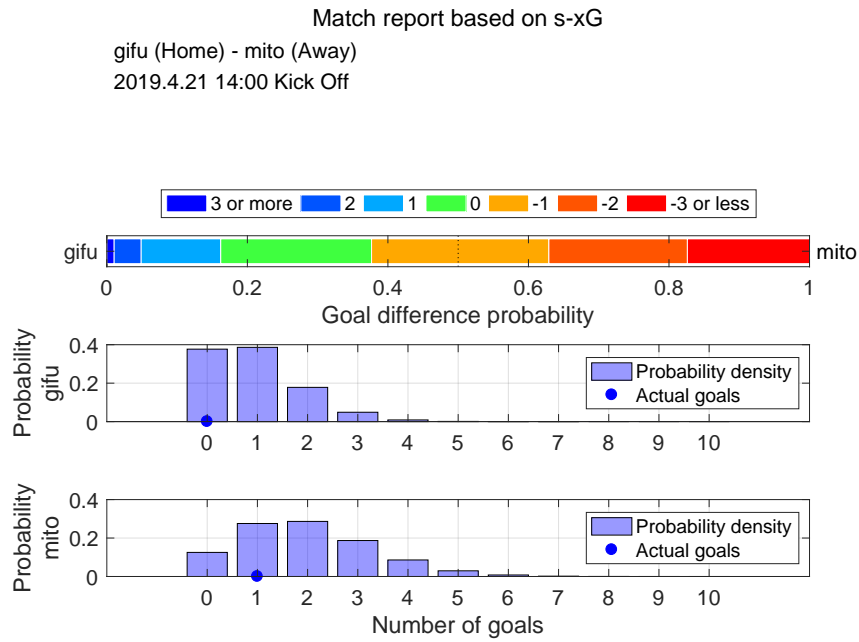 Match report based on s-xG
gifu (Home) - mito (Away)
2019.4.21 14:00 Kick Off
3 or more 2 1 0 -1 -2 -3 or less
gifu mito
0 0.2 0.4 0.6 0.8 1
Goal difference probability
Probability
gifu
0.4
0.2
0
Probability density
Actual goals
0 1 2 3 4 5 6 7 8 9 10
Probability
mito
0.4
0.2
0
Probability density
Actual goals
0 1 2 3 4 5 6 7 8 9 10
Number of goals